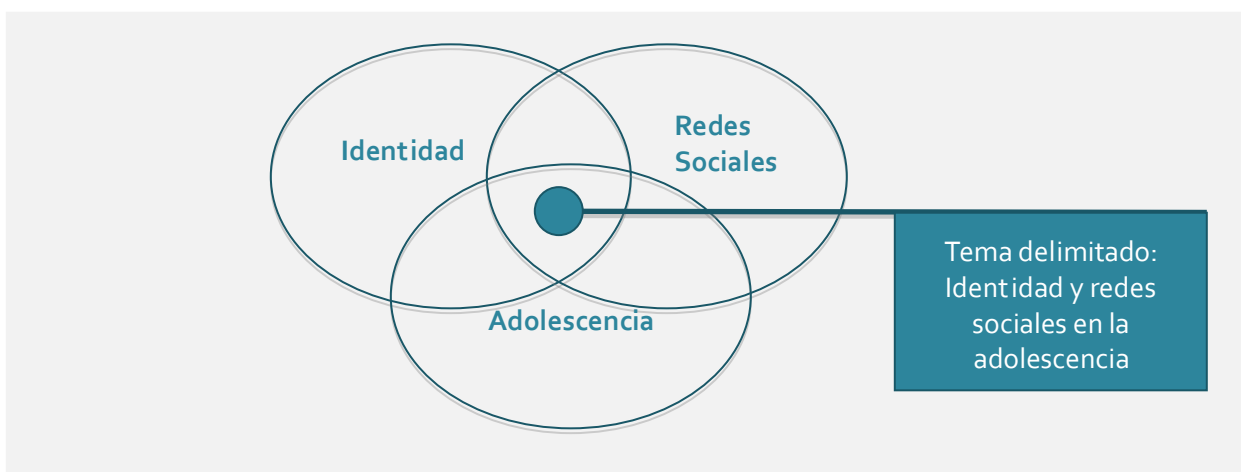 Identidad
Redes
Sociales
Adolescencia
Tema delimitado:
Identidad y redes
sociales en la
adolescencia